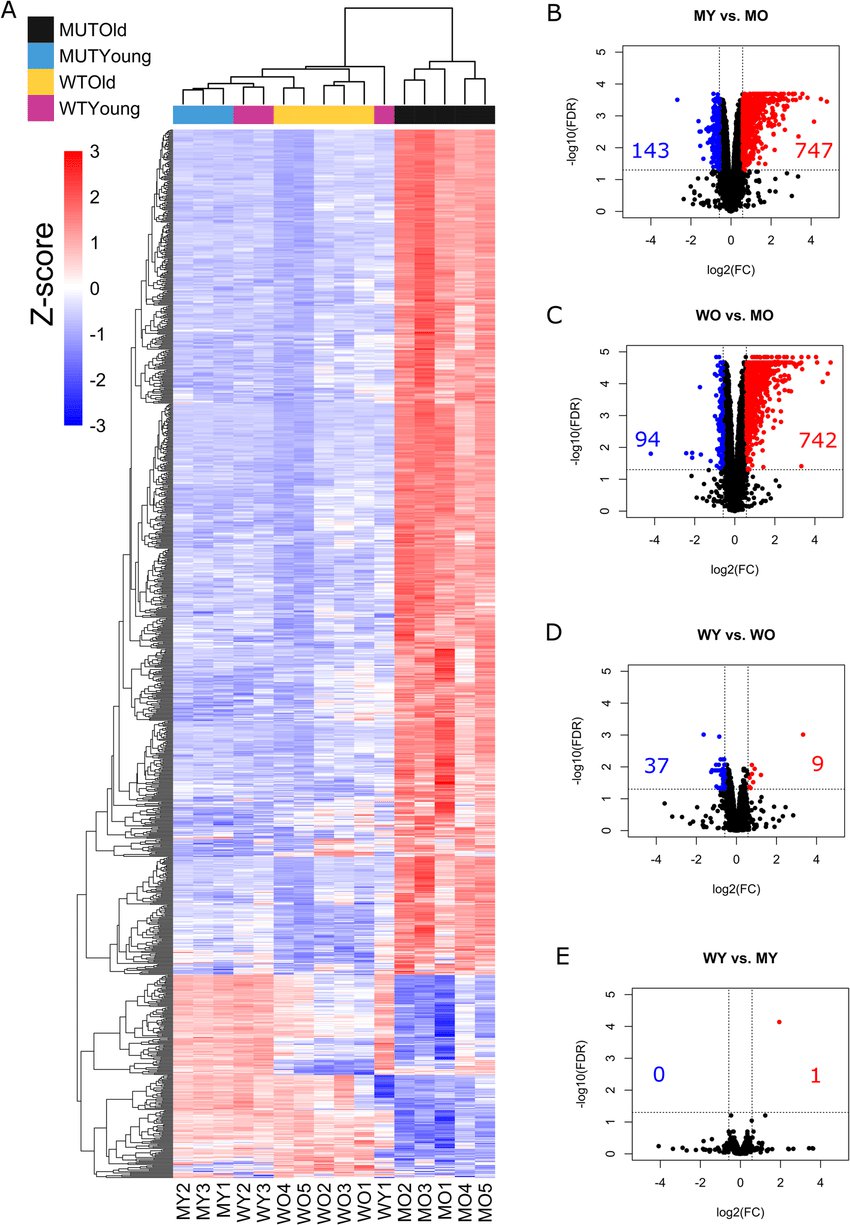 A
MUTOld
MUTYoung
WTOld
WTYoung
Z-score
3
2
1
0
-1
-2
-3
MY2 MY3 MY1 WY2 WY3 WO4 WO5 WO2 WO3 WO1 WY1 MO2 MO3 MO1 MO4 MO5
B
MY vs. MO
-log10(FDR)
5
4
3
2
1
0
143
747
-4 -2 0 2 4
log2(FC)
C
WO vs. MO
-log10(FDR)
5
4
3
2
1
0
94
742
-4 -2 0 2 4
log2(FC)
D
WY vs. WO
-log10(FDR)
5
4
3
2
1
0
37
9
-4 -2 0 2 4
log2(FC)
E
WY vs. MY
-log10(FDR)
5
4
3
2
1
0
0
1
-4 -2 0 2 4
log2(FC)